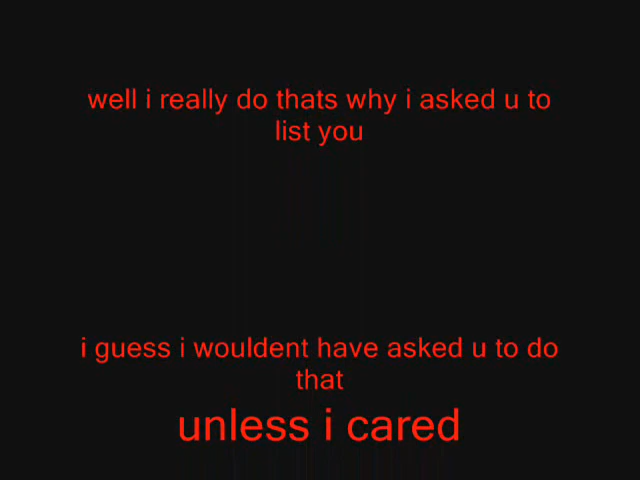 well i really do thats why i asked u to
list you
i guess i wouldent have asked u to do
that
unless i cared